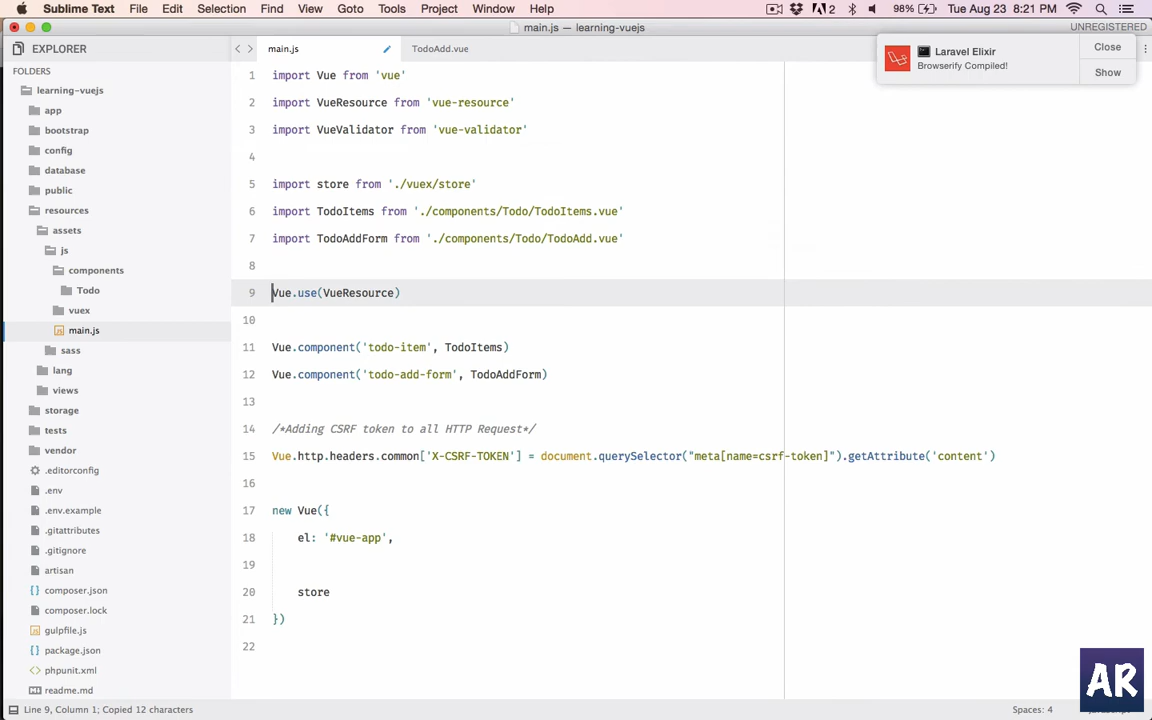 Sublime Text File Edit Selection Find View Goto Tools Project Window Help 2 98% Tue Aug 23 8:21 PM
main.js — learning-vuejs UNREGISTERED
EXPLORER
FOLDERS
learning-vuejs
app
bootstrap
config
database
public
resources
assets
js
components
Todo
vuex
main.js
sass
lang
views
storage
tests
vendor
.editorconfig
.env
.env.example
.gitattributes
.gitignore
artisan
composer.json
composer.lock
gulpfile.js
package.json
phpunit.xml
readme.md
main.js TodoAdd.vue
Laravel Elixir
Browserify Compiled!
Close
Show
1 import Vue from 'vue'
2 import VueResource from 'vue-resource'
3 import VueValidator from 'vue-validator'
4
5 import store from './vuex/store'
6 import TodoItems from './components/Todo/TodoItems.vue'
7 import TodoAddForm from './components/Todo/TodoAdd.vue'
8
9 Vue.use(VueResource)
10
11 Vue.component('todo-item', TodoItems)
12 Vue.component('todo-add-form', TodoAddForm)
13
14 /*Adding CSRF token to all HTTP Request*/
15 Vue.http.headers.common['X-CSRF-TOKEN'] = document.querySelector("meta[name=csrf-token]").getAttribute('content')
16
17 new Vue({
18 el: '#vue-app',
19
20 store
21 })
22
AR
Line 9, Column 1; Copied 12 characters Spaces: 4